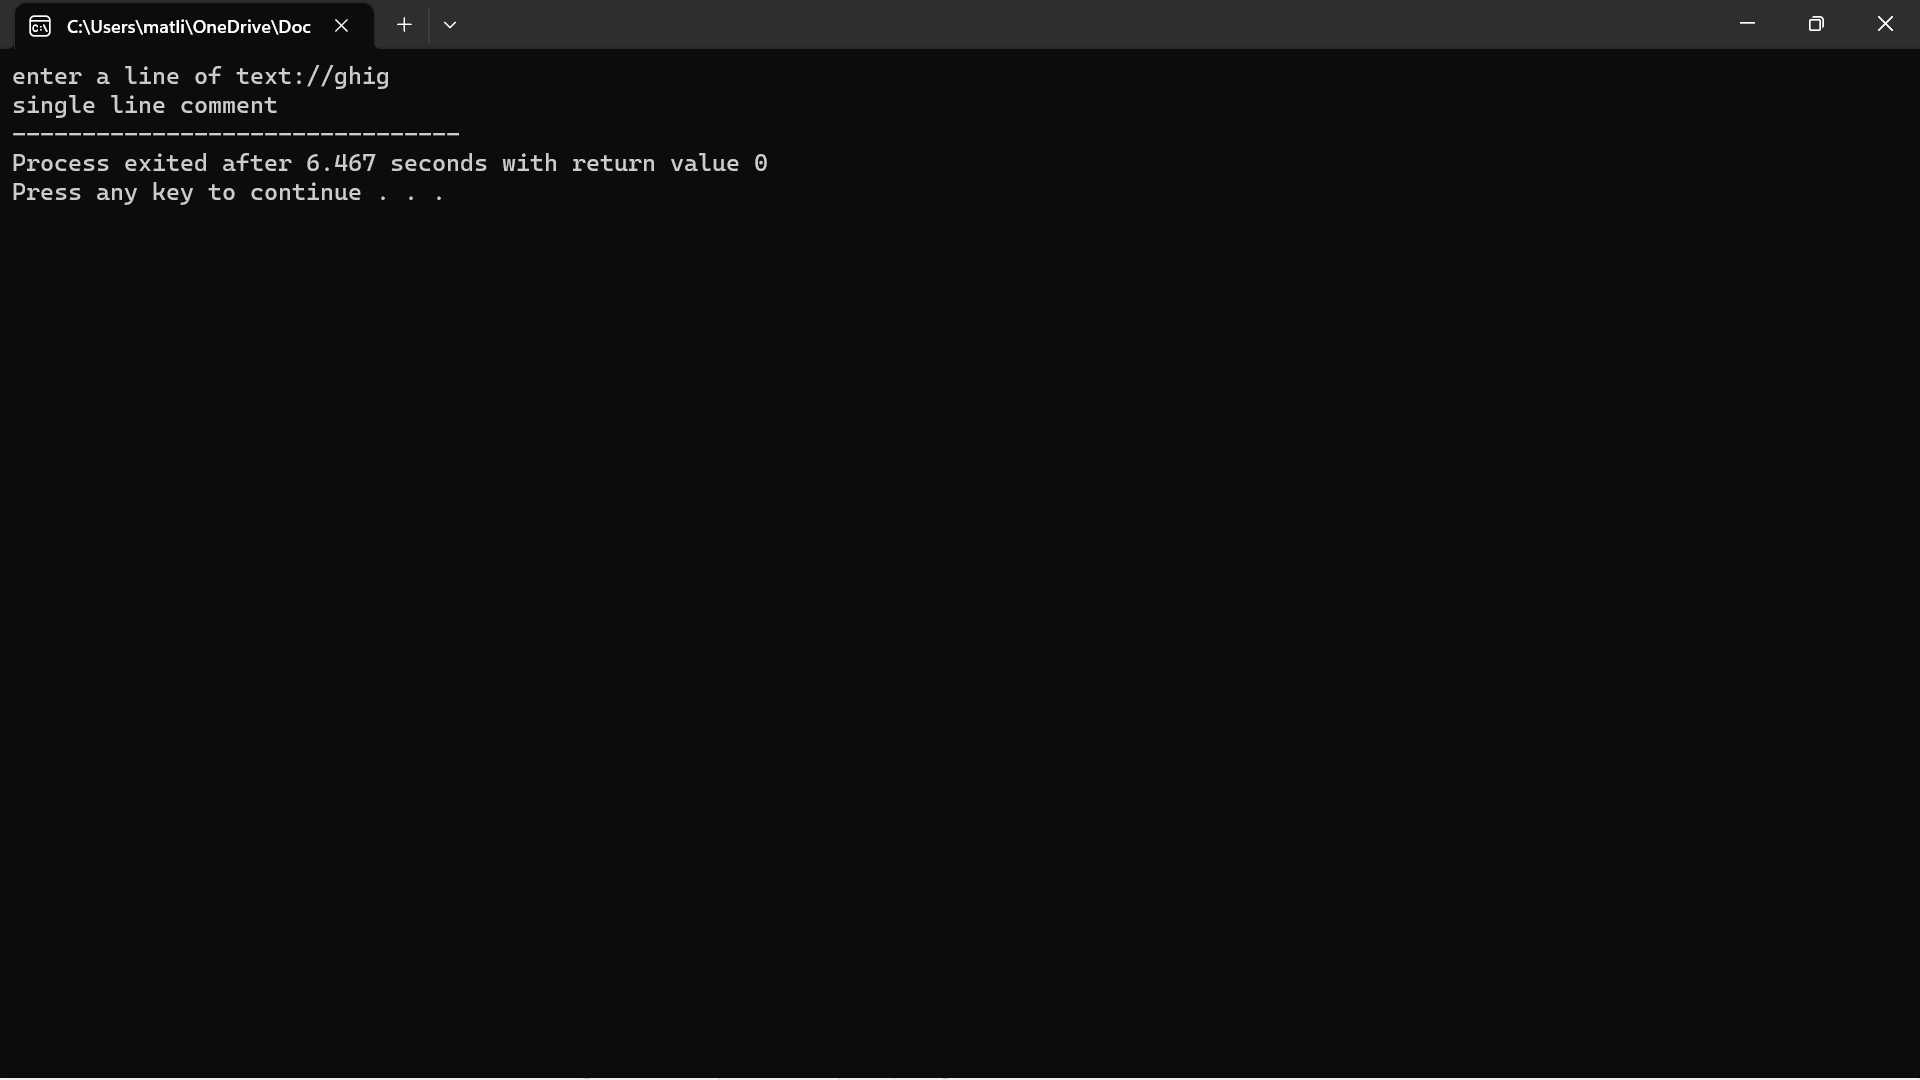 C:\Users\matli\OneDrive\Doc
enter a line of text://ghig
single line comment
--------------------------------
Process exited after 6.467 seconds with return value 0
Press any key to continue . . .